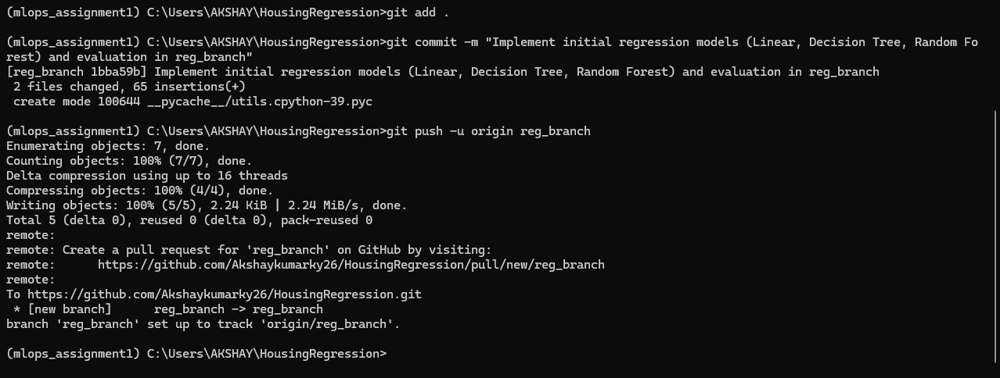 (mlops_assignment1) C:\Users\AKSHAY\HousingRegression>git add .
(mlops_assignment1) C:\Users\AKSHAY\HousingRegression>git commit -m "Implement initial regression models (Linear, Decision Tree, Random Fo
rest) and evaluation in reg_branch"
[reg_branch 1bba59b] Implement initial regression models (Linear, Decision Tree, Random Forest) and evaluation in reg_branch
 2 files changed, 65 insertions(+)
 create mode 100644 __pycache__/utils.cpython-39.pyc
(mlops_assignment1) C:\Users\AKSHAY\HousingRegression>git push -u origin reg_branch
Enumerating objects: 7, done.
Counting objects: 100% (7/7), done.
Delta compression using up to 16 threads
Compressing objects: 100% (4/4), done.
Writing objects: 100% (5/5), 2.24 KiB | 2.24 MiB/s, done.
Total 5 (delta 0), reused 0 (delta 0), pack-reused 0
remote:
remote: Create a pull request for 'reg_branch' on GitHub by visiting:
remote:      https://github.com/Akshaykumarky26/HousingRegression/pull/new/reg_branch
remote:
To https://github.com/Akshaykumarky26/HousingRegression.git
 * [new branch]      reg_branch -> reg_branch
branch 'reg_branch' set up to track 'origin/reg_branch'.
(mlops_assignment1) C:\Users\AKSHAY\HousingRegression>